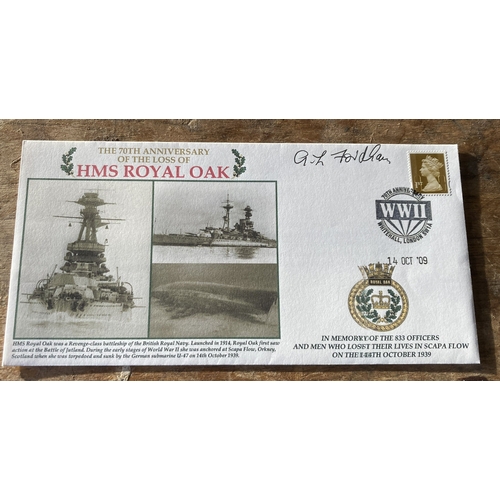 THE 70TH ANNIVERSARY
OF THE LOSS OF
HMS ROYAL OAK
HMS Royal Oak was a Revenge-class battleship of the British Royal Navy. Launched in 1914, Royal Oak first saw
action at the Battle of Jutland. During the early stages of World War II she was anchored at Scapa Flow, Orkney,
Scotland when she was torpedoed and sunk by the German submarine U-47 on 14th October 1939.
Fordham
70TH ANNIVERSARY
WWII
WHITEHALL, LONDON SW1A
14 OCT '09
ROYAL OAK
IN MEMORY OF THE 833 OFFICERS
AND MEN WHO LOST THEIR LIVES IN SCAPA FLOW
ON THE 14TH OCTOBER 1939